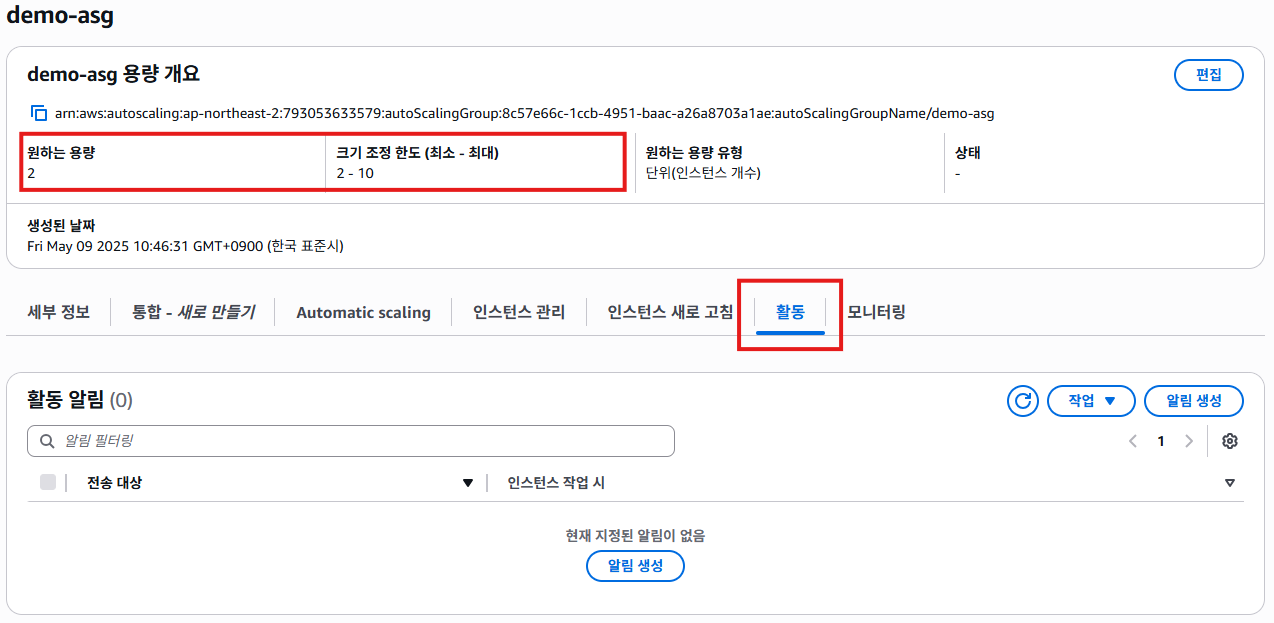 demo-asg
demo-asg 용량 개요
편집
arn:aws:autoscaling:ap-northeast-2:793053633579:autoScalingGroup:8c57e66c-1ccb-4951-baac-a26a8703a1ae:autoScalingGroupName/demo-asg
원하는 용량
2
크기 조정 한도 (최소 - 최대)
2 - 10
원하는 용량 유형
단위(인스턴스 개수)
상태
-
생성된 날짜
Fri May 09 2025 10:46:31 GMT+0900 (한국 표준시)
세부 정보
통합 - 새로 만들기
Automatic scaling
인스턴스 관리
인스턴스 새로 고침
활동
모니터링
활동 알림 (0)
작업
알림 생성
알림 필터링
1
전송 대상
인스턴스 작업 시
현재 지정된 알림이 없음
알림 생성